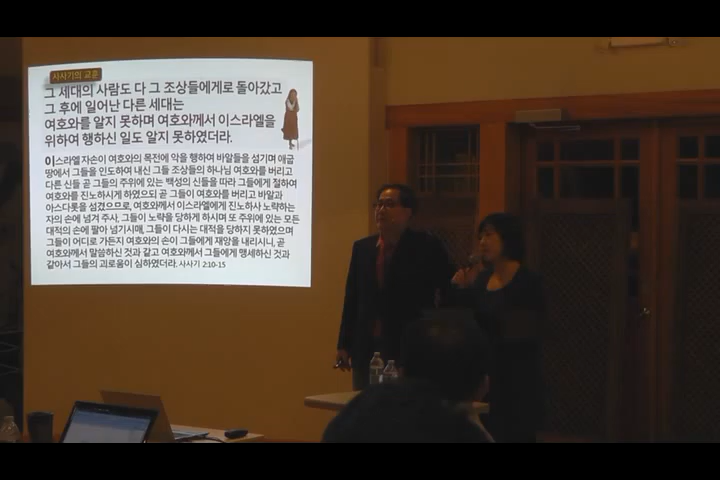 사사기의 교훈
그 세대의 사람도 다 그 조상들에게로 돌아갔고
그 후에 일어난 다른 세대는
여호와를 알지 못하며 여호와께서 이스라엘을
위하여 행하신 일도 알지 못하였더라.
이스라엘 자손이 여호와의 목전에 악을 행하여 바알들을 섬기며 애굽
땅에서 그들을 인도하여 내신 그들 조상들의 하나님 여호와를 버리고
다른 신들 곧 그들의 주위에 있는 백성의 신들을 따라 그들에게 절하여
여호와를 진노하시게 하였으되 곧 그들이 여호와를 버리고 바알과
아스다롯을 섬겼으므로, 여호와께서 이스라엘에게 진노하사 노략하는
자의 손에 넘겨 주사, 그들이 노략을 당하게 하시며 또 주위에 있는 모든
대적의 손에 팔아 넘기시매, 그들이 다시는 대적을 당하지 못하였으며
그들이 어디로 가든지 여호와의 손이 그들에게 재앙을 내리시니, 곧
여호와께서 말씀하신 것과 같고 여호와께서 그들에게 맹세하신 것과
같아서 그들의 괴로움이 심하였더라. 사사기 2:10-15